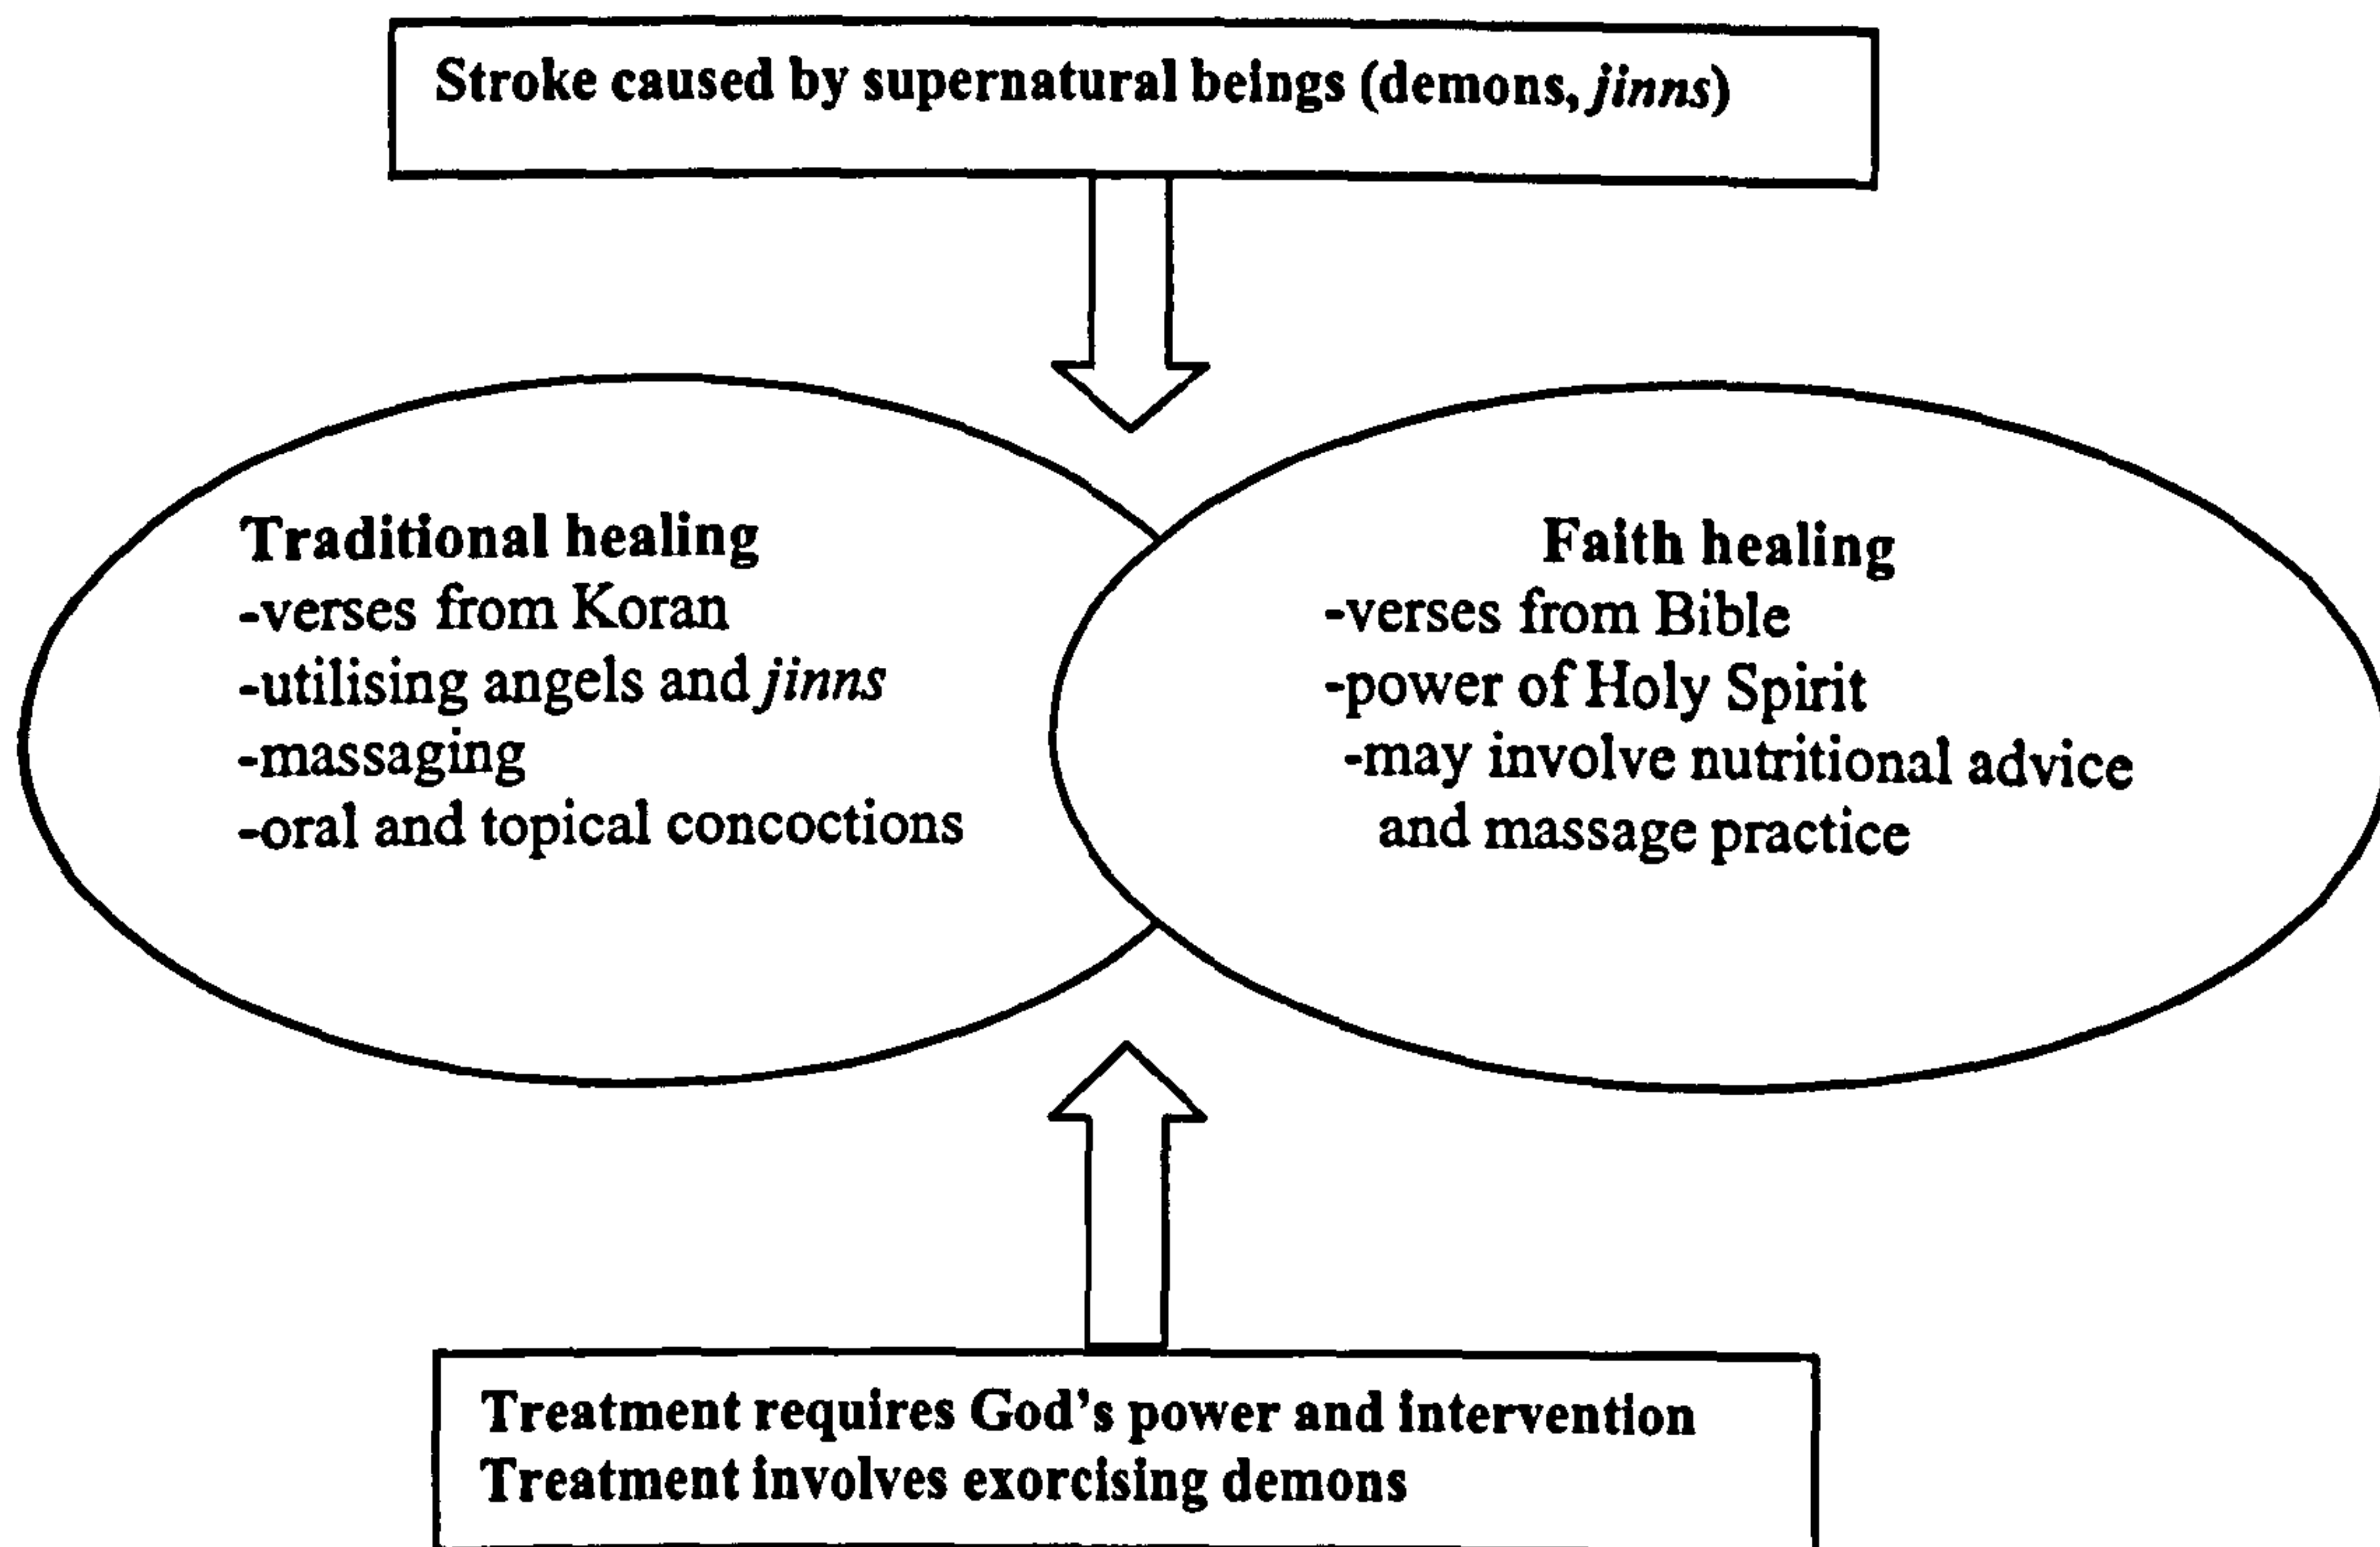 Stroke caused by supernatural beings (demons, jinns)
Traditional healing
-verses from Koran
-utilising angels and jinns
-massaging
-oral and topical concoctions
Faith healing
-verses from Bible
-power of Holy Spirit
-may involve nutritional advice
and massage practice
Treatment requires God's power and intervention
Treatment involves exorcising demons